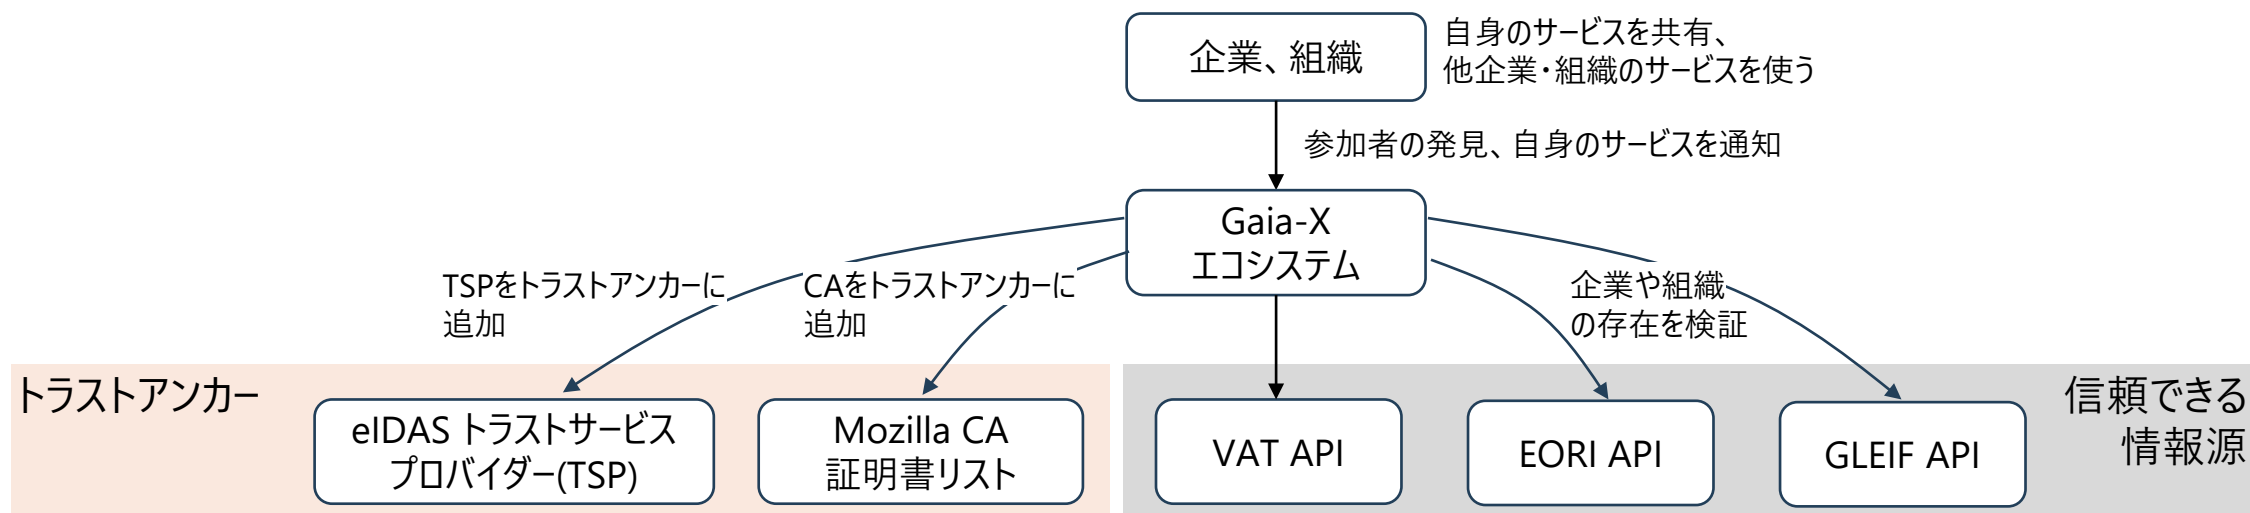 企業、組織
自身のサービスを共有、
他企業・組織のサービスを使う
参加者の発見、自身のサービスを通知
Gaia-X
エコシステム
TSPをトラストアンカーに
追加
CAをトラストアンカーに
追加
企業や組織
の存在を検証
トラストアンカー
eIDAS トラストサービス
プロバイダー(TSP)
Mozilla CA
証明書リスト
VAT API
EORI API
GLEIF API
信頼できる
情報源